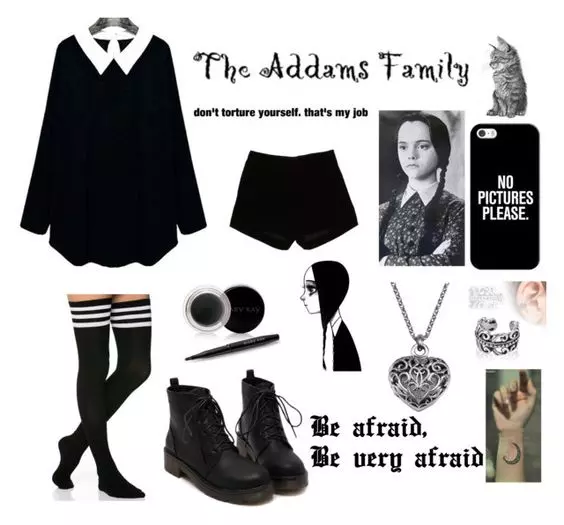 The Addams Family
don't torture yourself. that's my job
NO
PICTURES
PLEASE.
MARY KAY
Be afraid,
Be very afraid